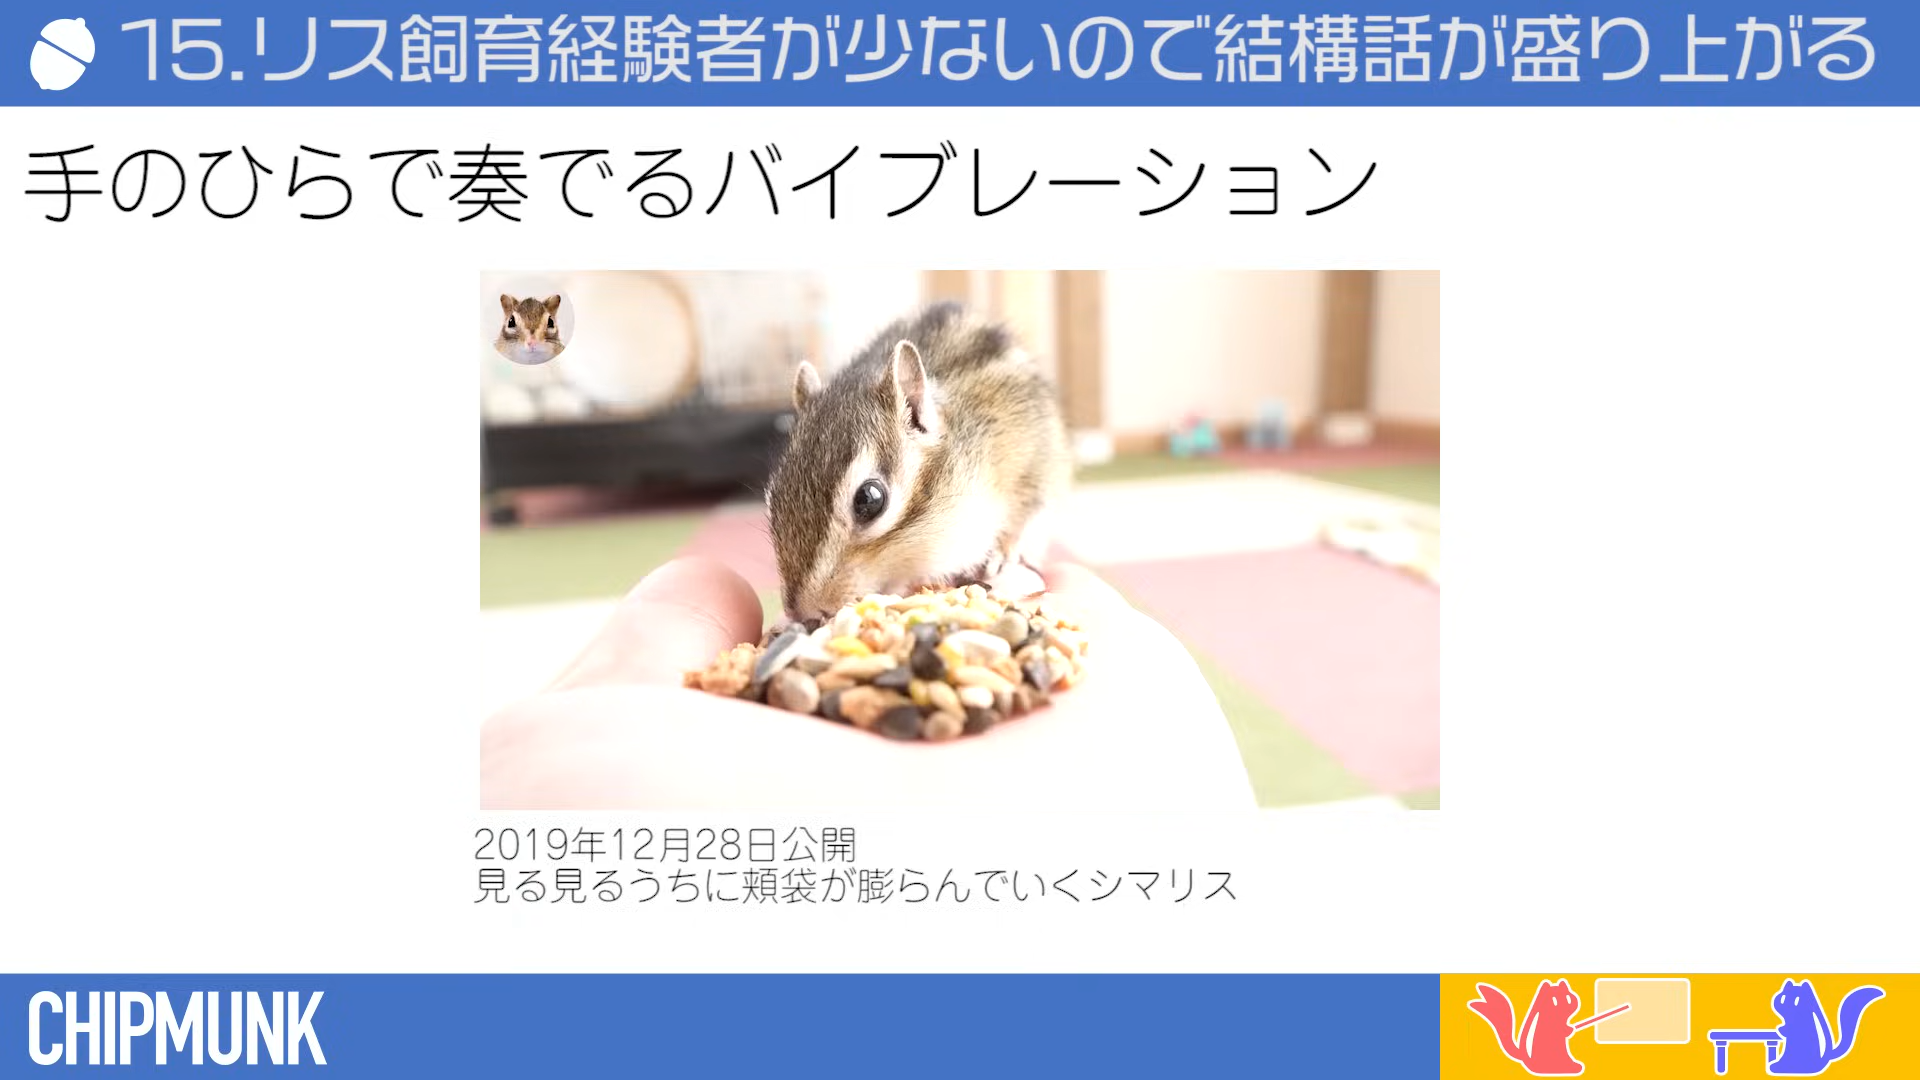 15.リス飼育経験者が少ないので結構話が盛り上がる
手のひらで奏でるバイブレーション
2019年12月28日公開
見る見るうちに頬袋が膨らんでいくシマリス
CHIPMUNK